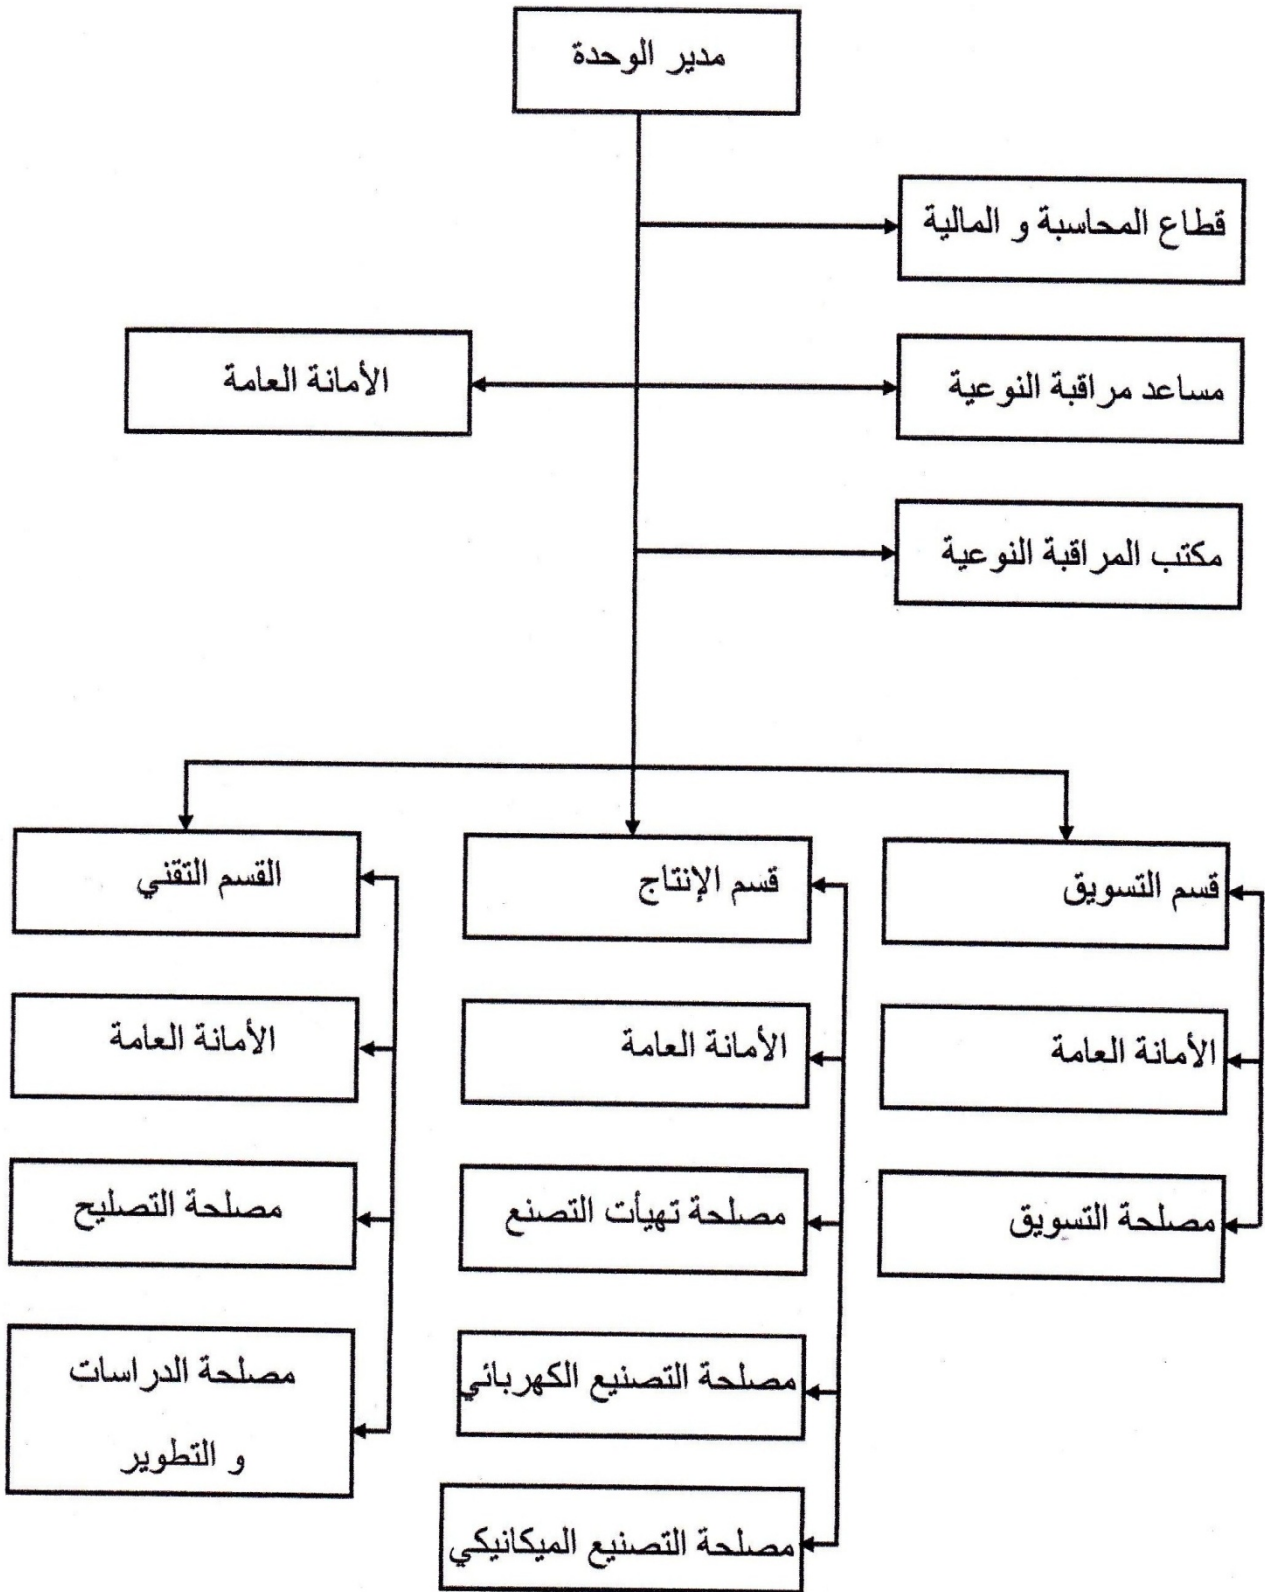 مدير الوحدة
قطاع المحاسبة و المالية
مساعد مراقبة النوعية
الأمانة العامة
مكتب المراقبة النوعية
قسم التسويق
قسم الإنتاج
القسم التقني
الأمانة العامة
الأمانة العامة
الأمانة العامة
مصلحة التسويق
مصلحة تهيأت التصنع
مصلحة التصليح
مصلحة التصنيع الكهربائي
مصلحة الدراسات
و التطوير
مصلحة التصنيع الميكانيكي